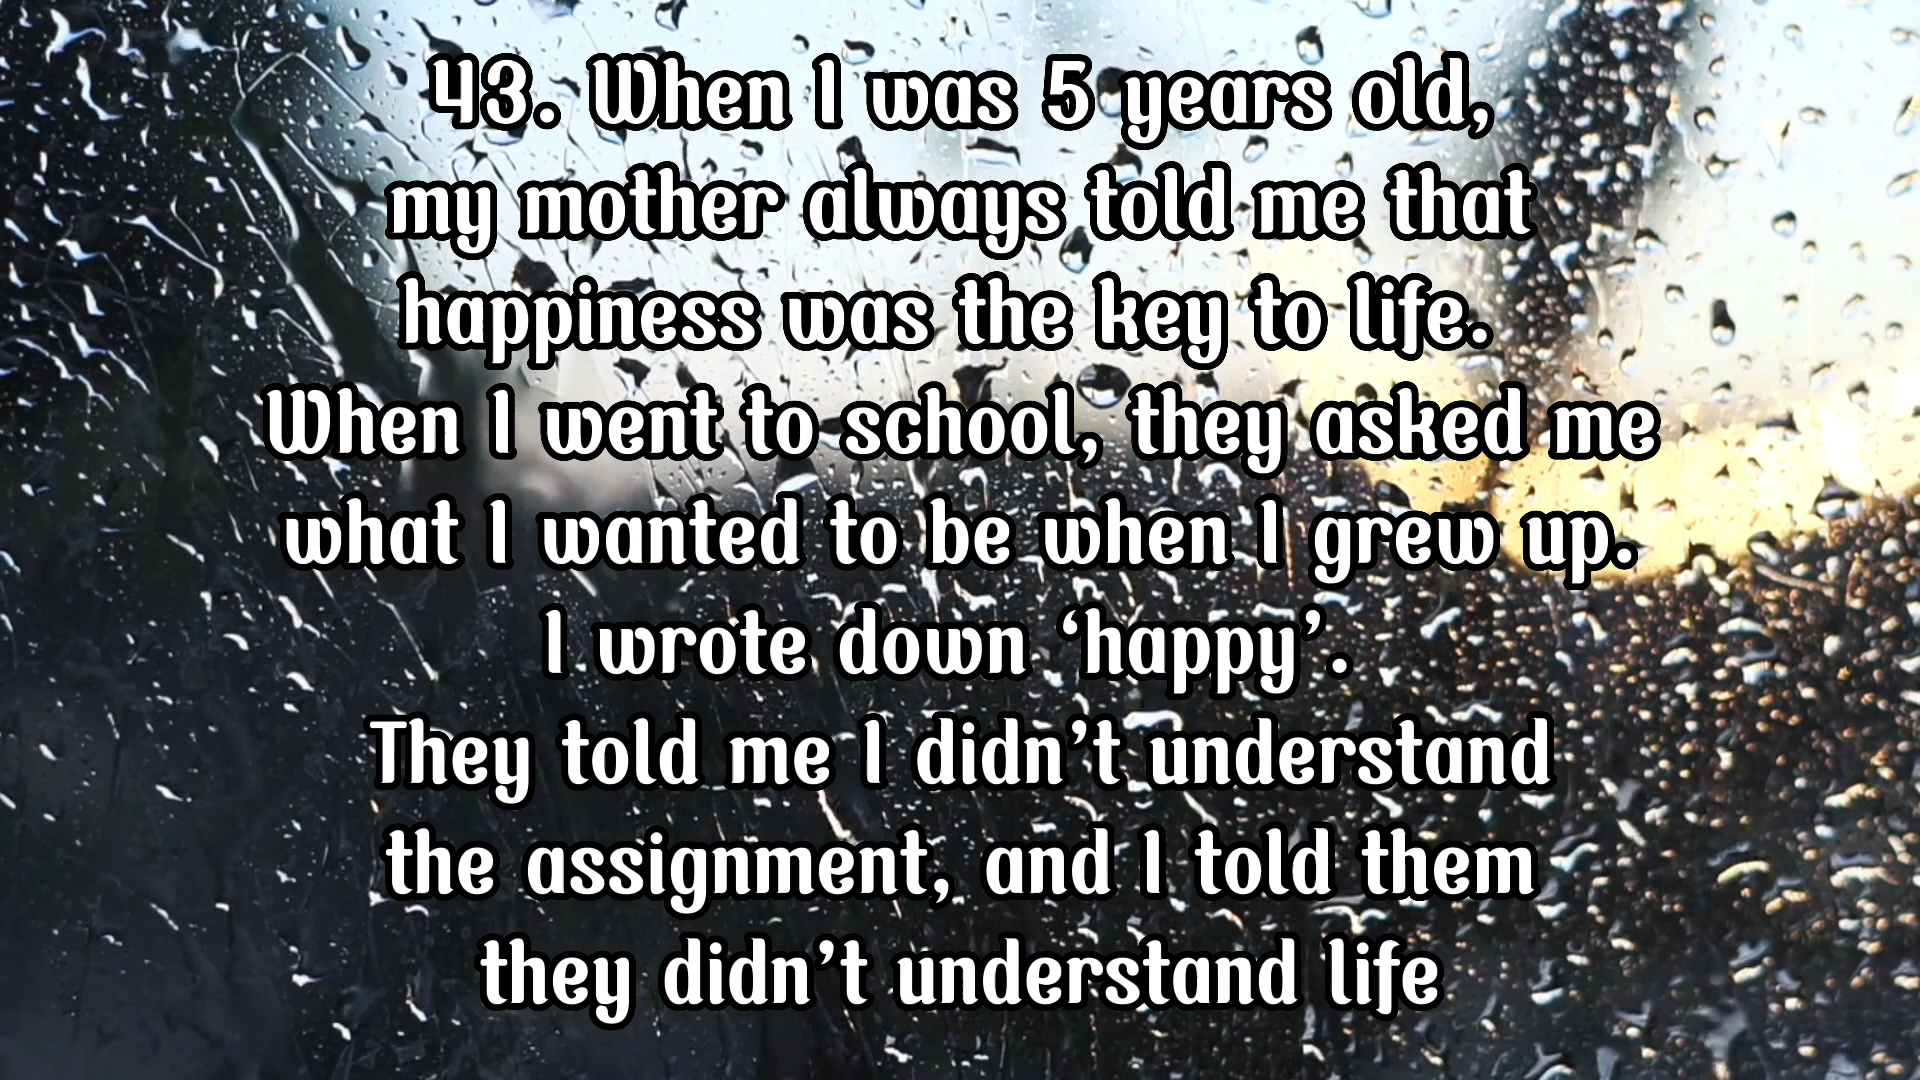 43. When I was 5 years old,
my mother always told me that
happiness was the key to life.
When I went to school, they asked me
what I wanted to be when I grew up.
I wrote down ‘happy’.
They told me I didn’t understand
the assignment, and I told them
they didn’t understand life